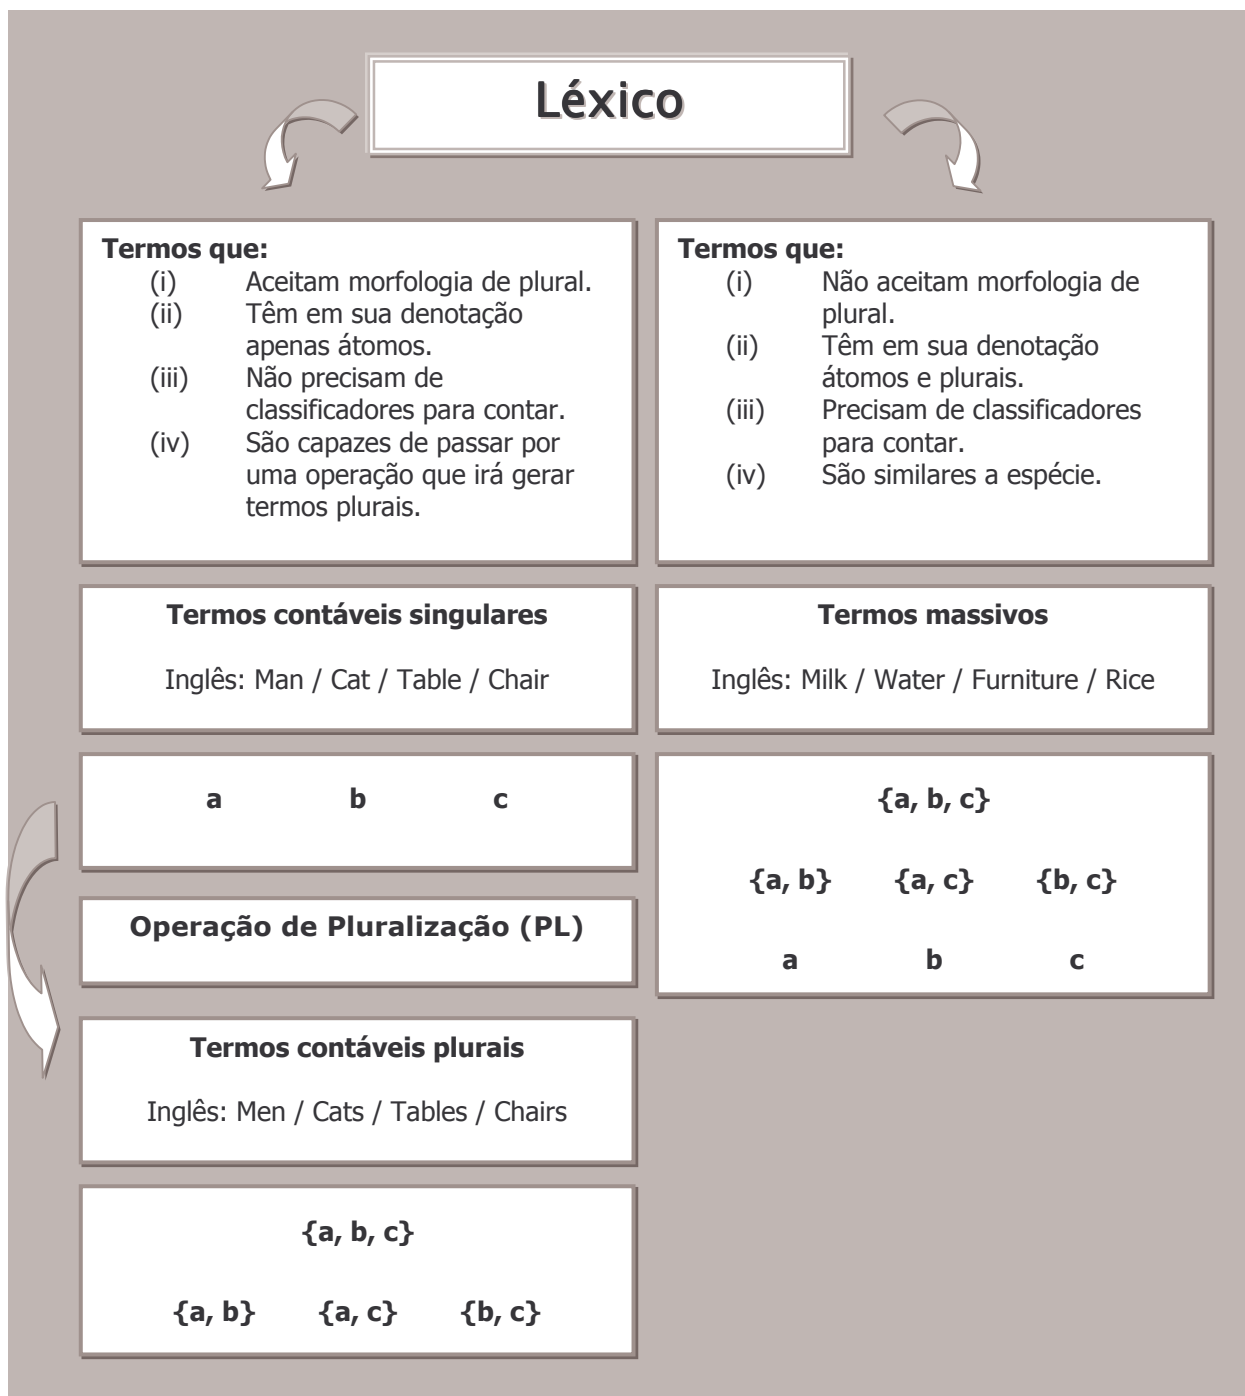 Léxico
Termos que:
(i) Aceitam morfologia de plural.
(ii) Têm em sua denotação
apenas átomos.
(iii) Não precisam de
classificadores para contar.
(iv) São capazes de passar por
uma operação que irá gerar
termos plurais.
Termos que:
(i) Não aceitam morfologia de
plural.
(ii) Têm em sua denotação
átomos e plurais.
(iii) Precisam de classificadores
para contar.
(iv) São similares a espécie.
Termos contáveis singulares
Inglês: Man / Cat / Table / Chair
Termos massivos
Inglês: Milk / Water / Furniture / Rice
a b c
{a, b, c}
{a, b} {a, c} {b, c}
a b c
Operação de Pluralização (PL)
Termos contáveis plurais
Inglês: Men / Cats / Tables / Chairs
{a, b, c}
{a, b} {a, c} {b, c}